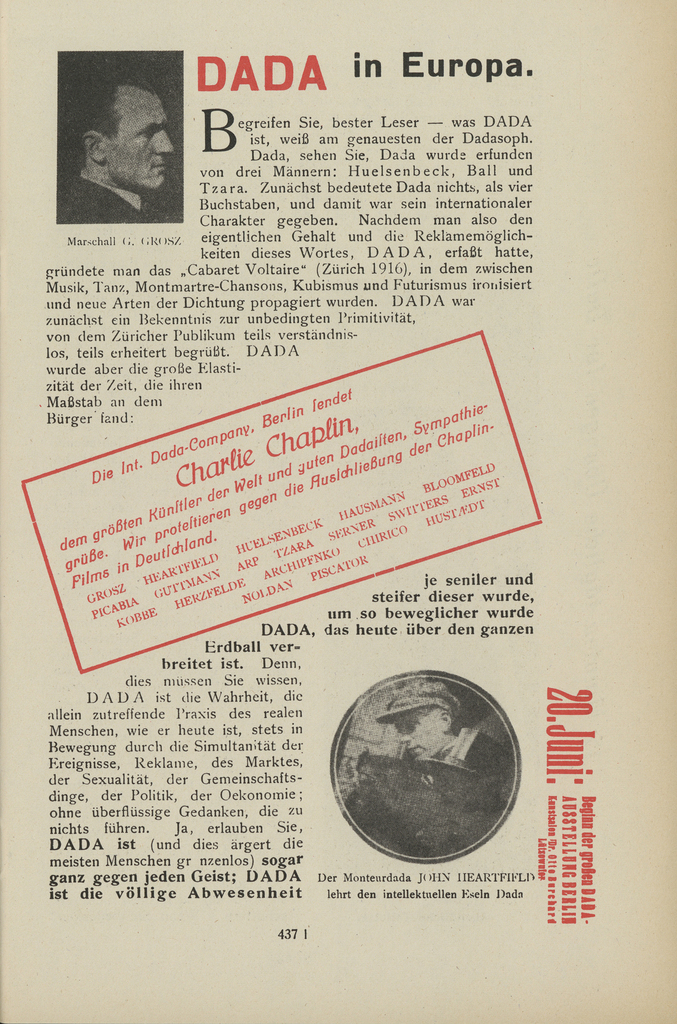 DADA in Europa.
Begreifen Sie, bester Leser — was DADA
ist, weiß am genauesten der Dadasoph.
Dada, sehen Sie, Dada wurde erfunden
von drei Männern: Huelsenbeck, Ball und
Tzara. Zunächst bedeutete Dada nichts, als vier
Buchstaben, und damit war sein internationaler
Charakter gegeben. Nachdem man also den
Marschall G. GROSZ
eigentlichen Gehalt und die Reklamemöglich-
keiten dieses Wortes, DADA, erfaßt hatte,
gründete man das „Cabaret Voltaire“ (Zürich 1916), in dem zwischen
Musik, Tanz, Montmartre-Chansons, Kubismus und Futurismus ironisiert
und neue Arten der Dichtung propagiert wurden. DADA war
zunächst ein Bekenntnis zur unbedingten Primitivität,
von dem Züricher Publikum teils verständnis-
los, teils erheitert begrüßt. DADA
wurde aber die große Elasti-
zität der Zeit, die ihren
Maßstab an dem
Bürger fand:
Die Int. Dada-Company, Berlin sendet
Charlie Chaplin,
dem größten Künstler der Welt und guten Dadaisten, Sympathie-
grüße. Wir protestieren gegen die Ausschließung der Chaplin-
Films in Deutschland.
GROSZ HEARTFIELD HUELSENBECK HAUSMANN BLOOMFELD
PICABIA GUTTMANN ARP TZARA SERNER SWITTERS ERNST
KOBBE HERZFELDE ARCHIPENKO CHIRICO HUSTÆDT
NOLDAN PISCATOR
je seniler und
steifer dieser wurde,
um so beweglicher wurde
DADA, das heute über den ganzen
Erdball ver-
breitet ist. Denn,
dies müssen Sie wissen,
DADA ist die Wahrheit, die
allein zutreffende Praxis des realen
Menschen, wie er heute ist, stets in
Bewegung durch die Simultanität der
Ereignisse, Reklame, des Marktes,
der Sexualität, der Gemeinschafts-
dinge, der Politik, der Oekonomie;
ohne überflüssige Gedanken, die zu
nichts führen. Ja, erlauben Sie,
DADA ist (und dies ärgert die
meisten Menschen gr nzenlos) sogar
ganz gegen jeden Geist; DADA
ist die völlige Abwesenheit
Der Monteurdada JOHN HEARTFIELD
lehrt den intellektuellen Eseln Dada
20. Juni:
Beginn der großen DADA-
AUSSTELLUNG BERLIN
Kunstsalon Dr. Otto Burchard
Lützowufer
437 |